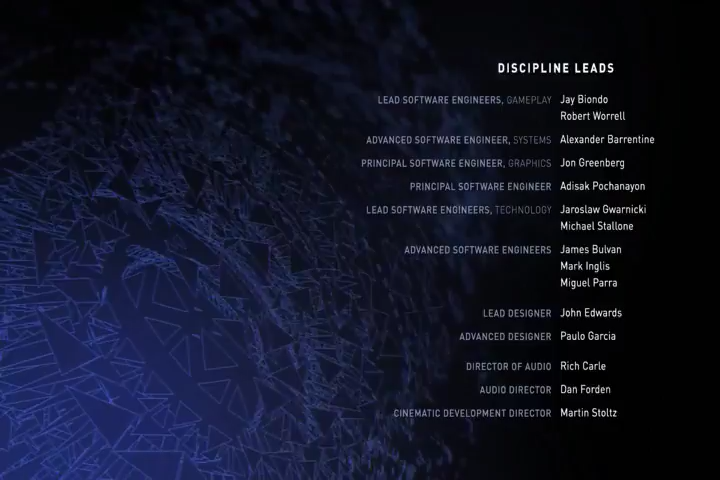 DISCIPLINE LEADS
LEAD SOFTWARE ENGINEERS, GAMEPLAY Jay Biondo
Robert Worrell
ADVANCED SOFTWARE ENGINEER, SYSTEMS Alexander Barrentine
PRINCIPAL SOFTWARE ENGINEER, GRAPHICS Jon Greenberg
PRINCIPAL SOFTWARE ENGINEER Adisak Pochanayon
LEAD SOFTWARE ENGINEERS, TECHNOLOGY Jaroslaw Gwarnicki
Michael Stallone
ADVANCED SOFTWARE ENGINEERS James Bulvan
Mark Inglis
Miguel Parra
LEAD DESIGNER John Edwards
ADVANCED DESIGNER Paulo Garcia
DIRECTOR OF AUDIO Rich Carle
AUDIO DIRECTOR Dan Forden
CINEMATIC DEVELOPMENT DIRECTOR Martin Stoltz